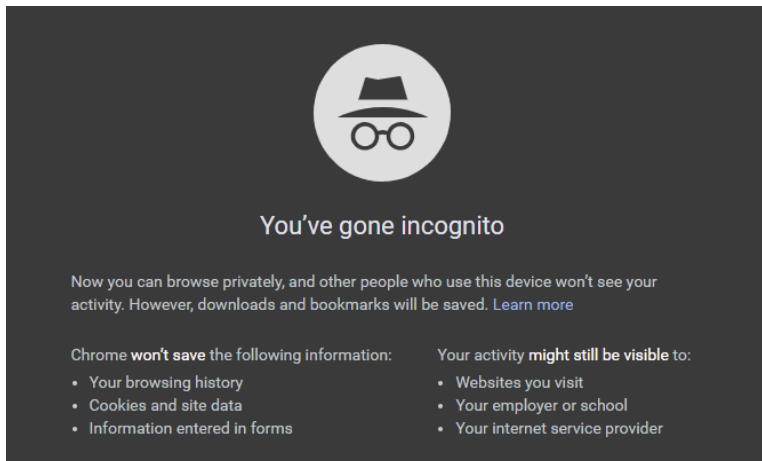 You’ve gone incognito
Now you can browse privately, and other people who use this device won’t see your
activity. However, downloads and bookmarks will be saved. Learn more
Chrome won’t save the following information:
• Your browsing history
• Cookies and site data
• Information entered in forms
Your activity might still be visible to:
• Websites you visit
• Your employer or school
• Your internet service provider